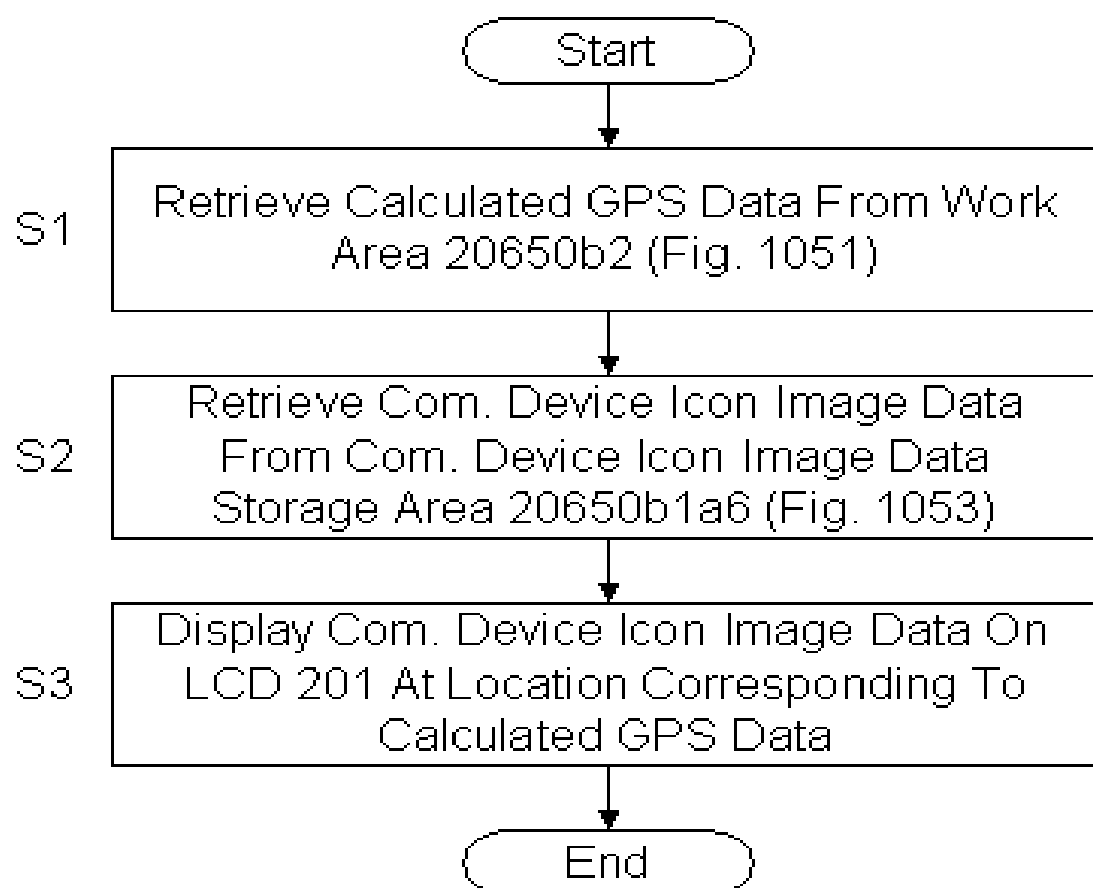 Start
S1
Retrieve Calculated GPS Data From Work
Area 20650b2 (Fig. 1051)
S2
Retrieve Com. Device Icon Image Data
From Com. Device Icon Image Data
Storage Area 20650b1a6 (Fig. 1053)
S3
Display Com. Device Icon Image Data On
LCD 201 At Location Corresponding To
Calculated GPS Data
End